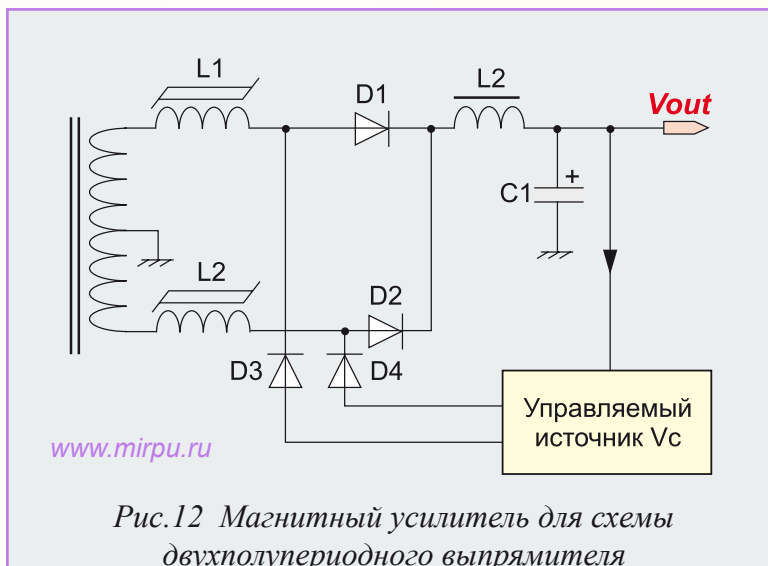 L1
D1
L2
Vout
C1
+
L2
D2
D3
D4
Управляемый
источник Vc
www.mirpu.ru
Рис.12 Магнитный усилитель для схемы
двухполупериодного выпрямителя